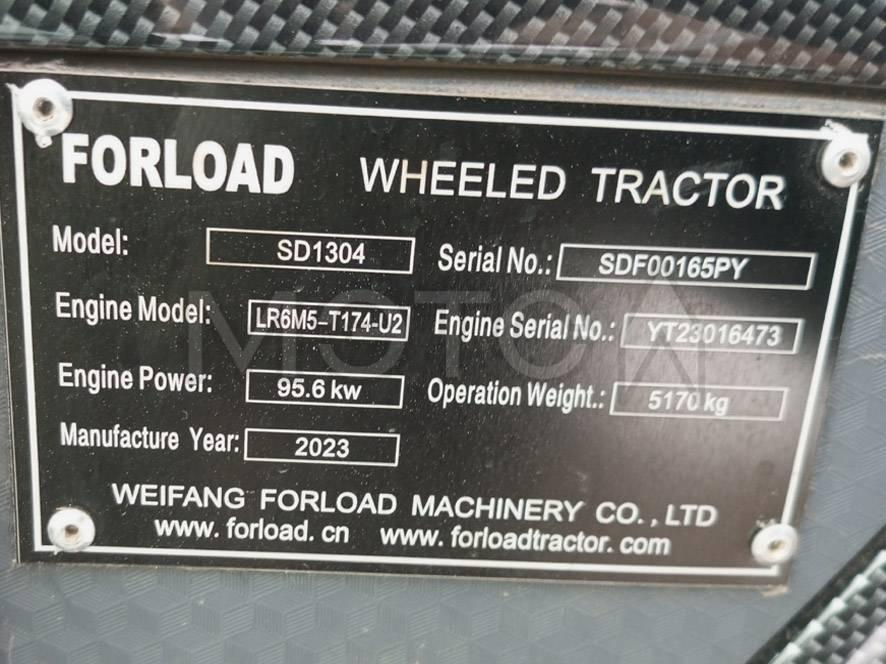 FORLOAD WHEELED TRACTOR
Model: SD1304 Serial No.: SDF00165PY
Engine Model: LR6M5-T174-U2 Engine Serial No.: YT23016473
Engine Power: 95.6 kw Operation Weight.: 5170kg
Manufacture Year: 2023
WEIFANG FORLOAD MACHINERY CO., LTD
www.forload.cn www.forloadtractor.com